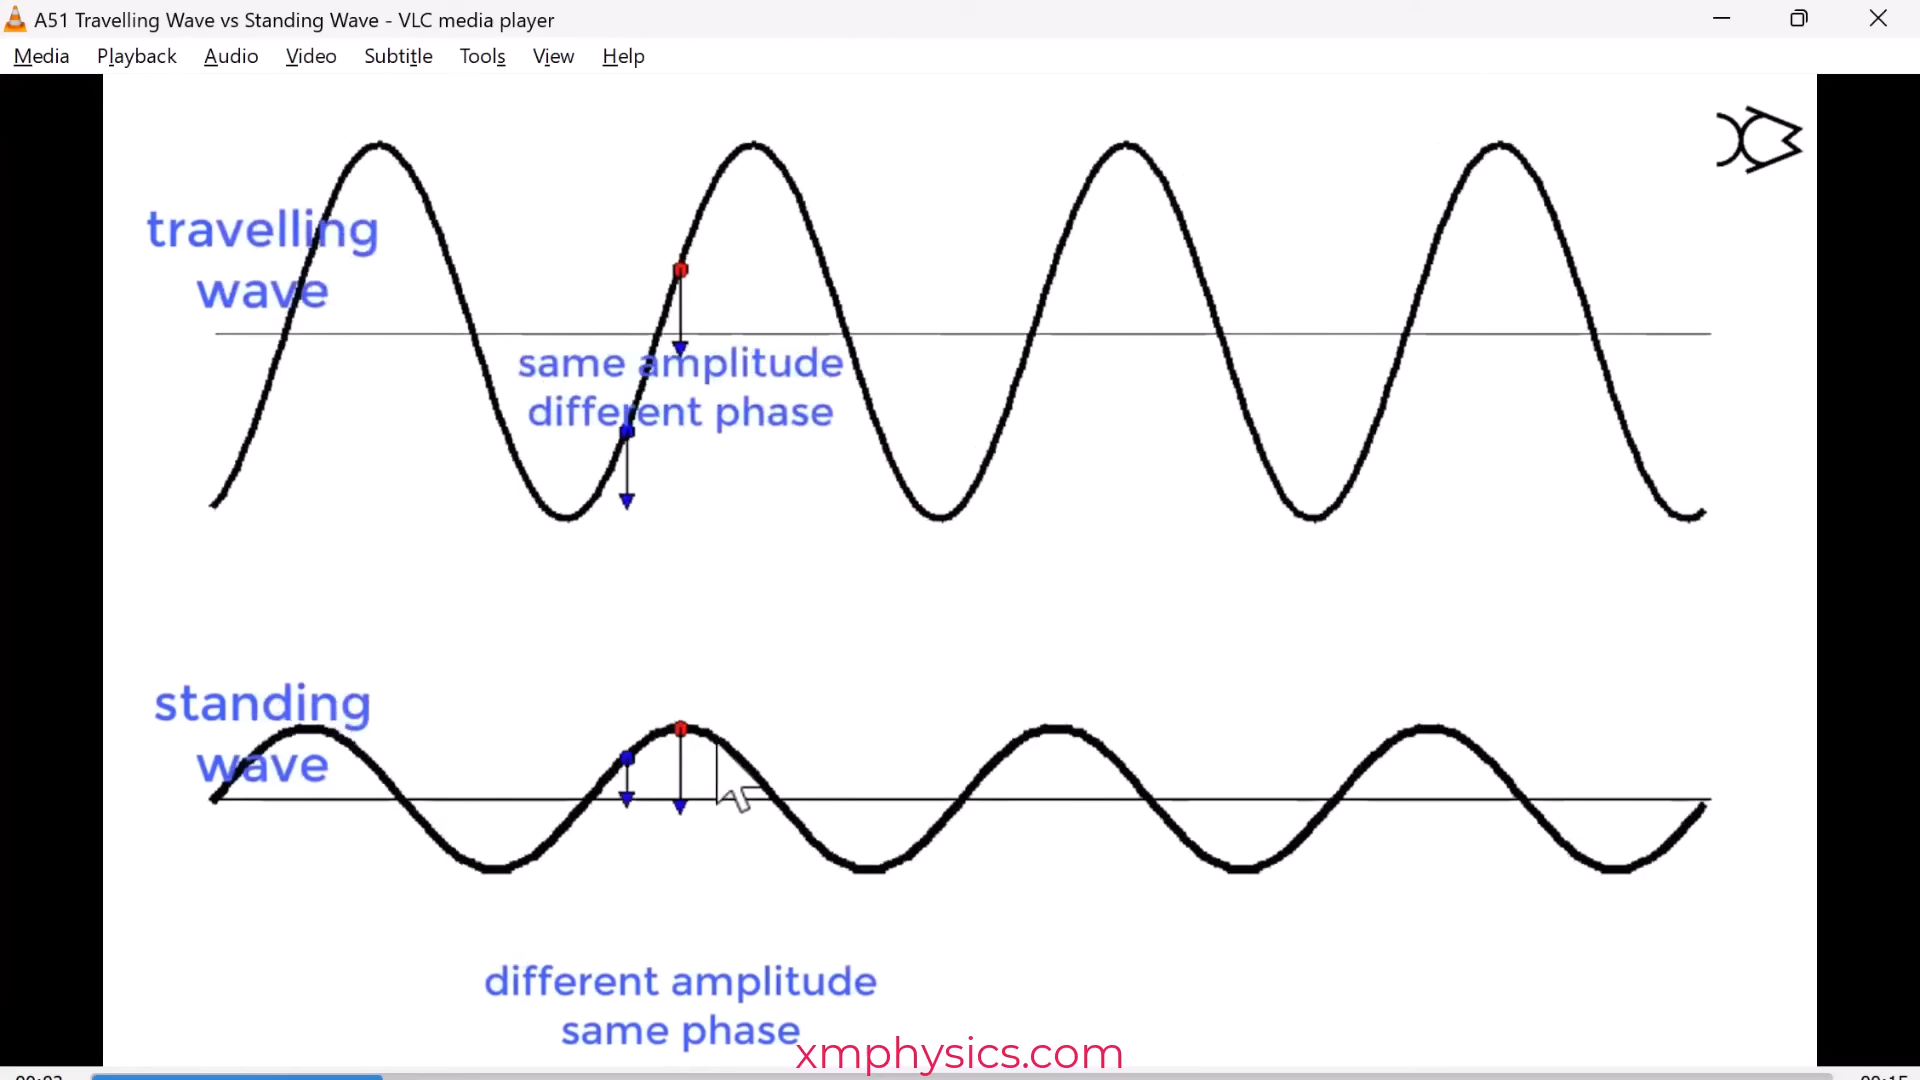 A51 Travelling Wave vs Standing Wave - VLC media player
Media Playback Audio Video Subtitle Tools View Help
travelling
wave
same amplitude
different phase
standing
wave
different amplitude
same phase
xmphysics.com